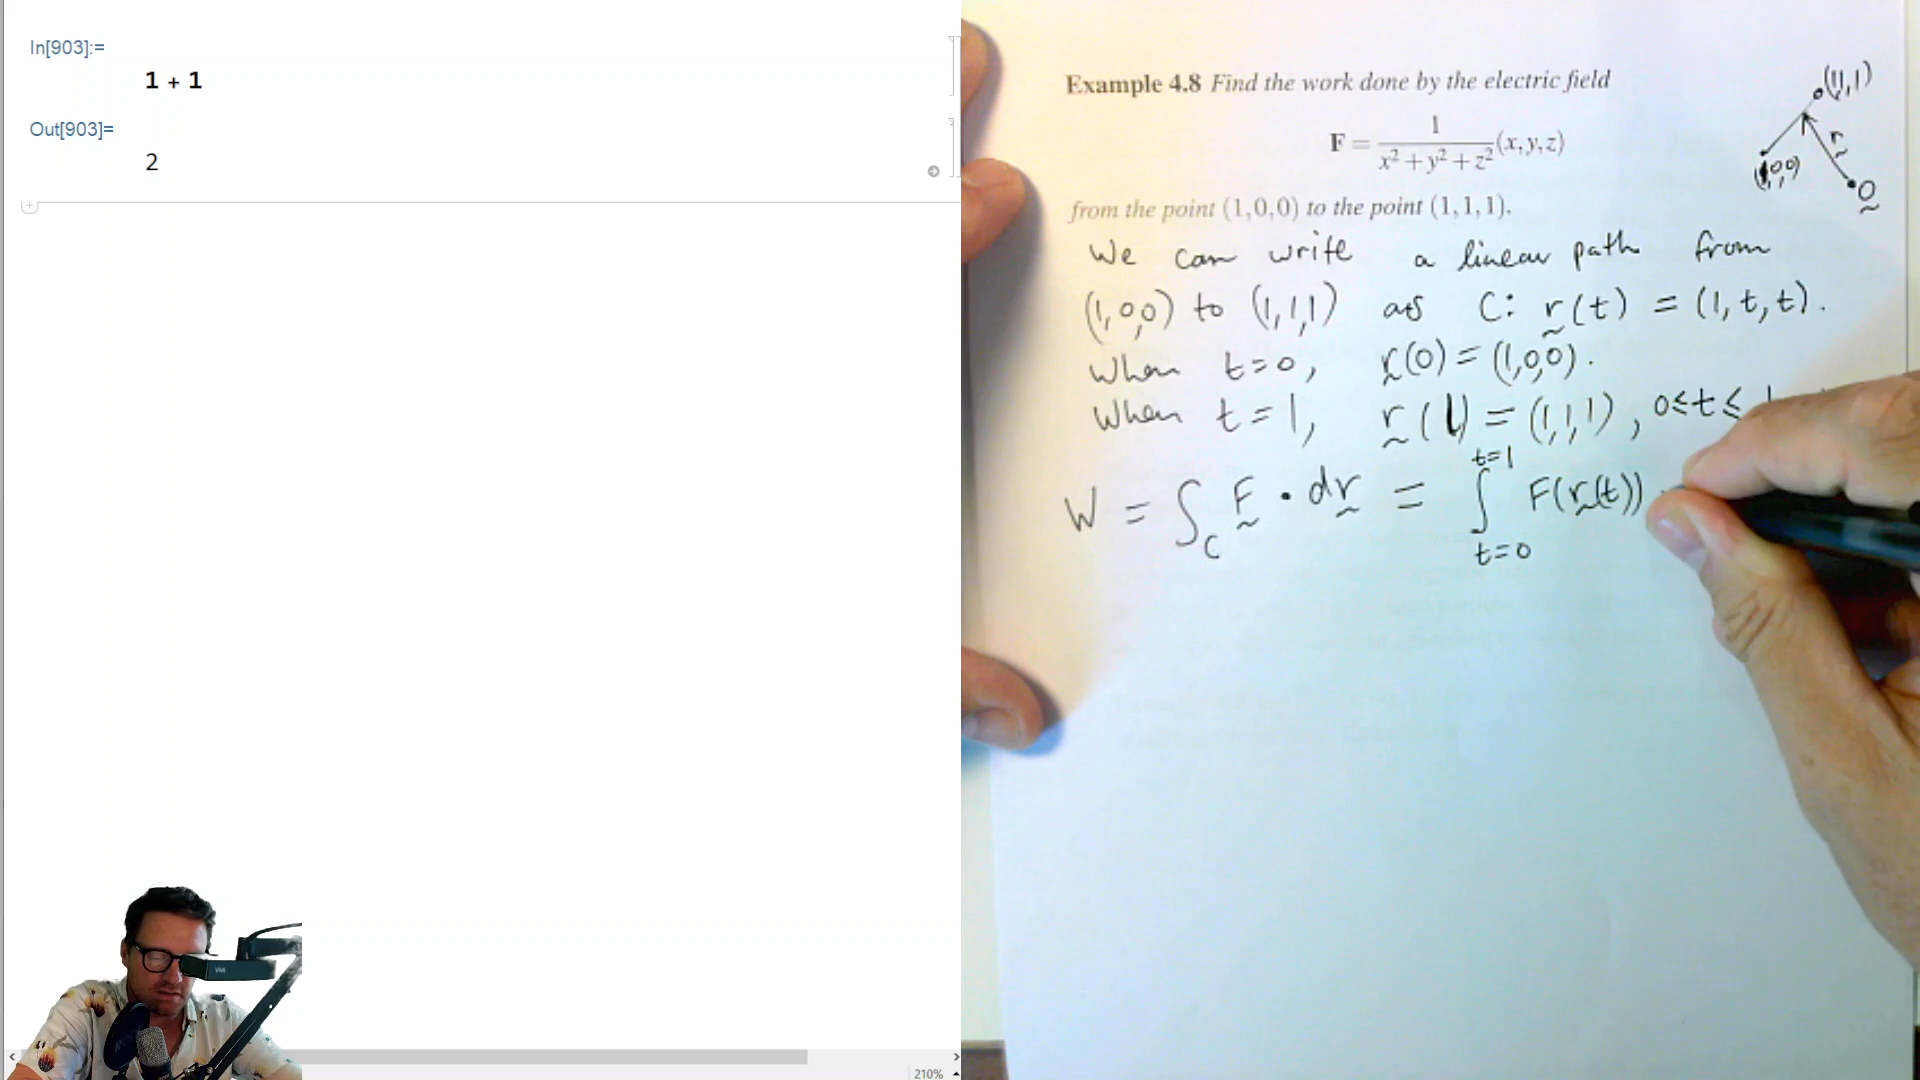 In[903]:=
1 + 1
Out[903]=
2
210%
Example 4.8 Find the work done by the electric field
F = 1/(x² + y² + z²) (x, y, z)
from the point (1,0,0) to the point (1,1,1).
(1,1,1)
r
(1,0,0)
O
We can write a linear path from
(1,0,0) to (1,1,1) as C: r(t) = (1, t, t).
When t=0, r(0) = (1,0,0).
When t=1, r(1) = (1,1,1), 0≤t≤
W = ∫_C F • dr = ∫_{t=0}^{t=1} F(r(t))